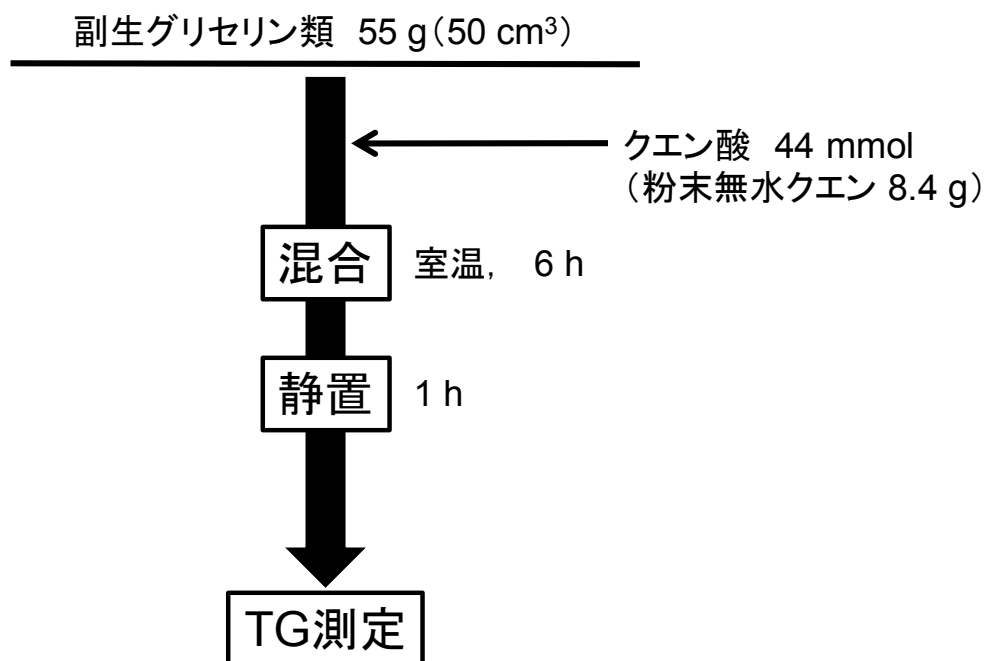 副生グリセリン類 55 g(50 cm³)
クエン酸 44 mmol
(粉末無水クエン 8.4 g)
混合 室温, 6 h
静置 1 h
TG測定